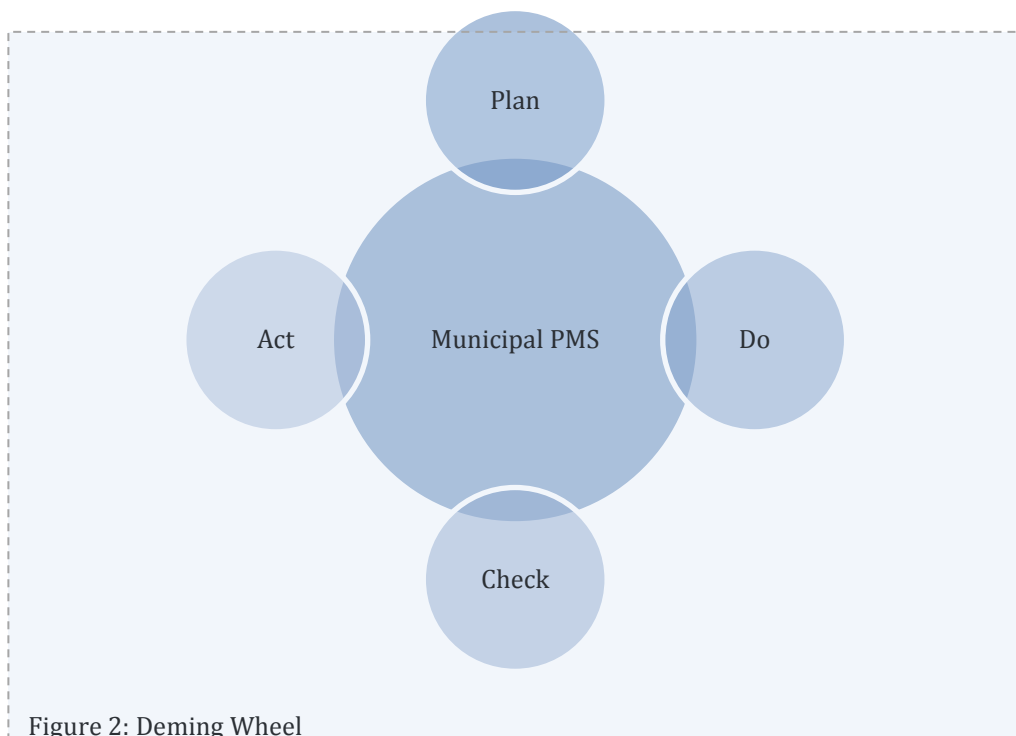 Plan
Act
Municipal PMS
Do
Check
Figure 2: Deming Wheel